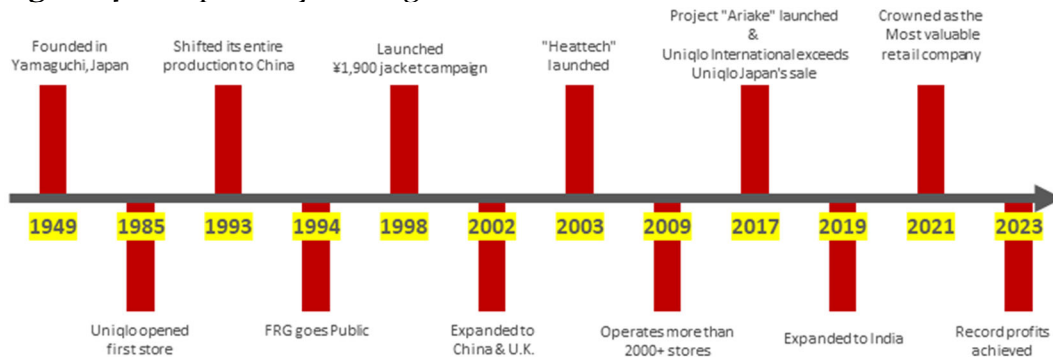 Founded in
Yamaguchi, Japan
Shifted its entire
production to China
Launched
¥1,900 jacket campaign
"Heattech"
launched
Project "Ariake" launched
&
Uniqlo International exceeds
Uniqlo Japan's sale
Crowned as the
Most valuable
retail company
1949
1985
1993
1994
1998
2002
2003
2009
2017
2019
2021
2023
Uniqlo opened
first store
FRG goes Public
Expanded to
China & U.K.
Operates more than
2000+ stores
Expanded to India
Record profits
achieved